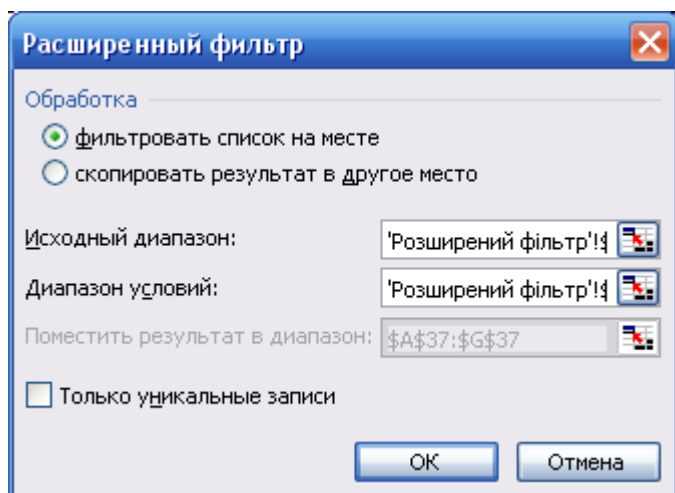 Расширенный фильтр
Обработка
фильтровать список на месте
скопировать результат в другое место
Исходный диапазон: 'Розширений фільтр'!$
Диапазон условий: 'Розширений фільтр'!$
Поместить результат в диапазон: $A$37:$G$37
Только уникальные записи
ОК Отмена